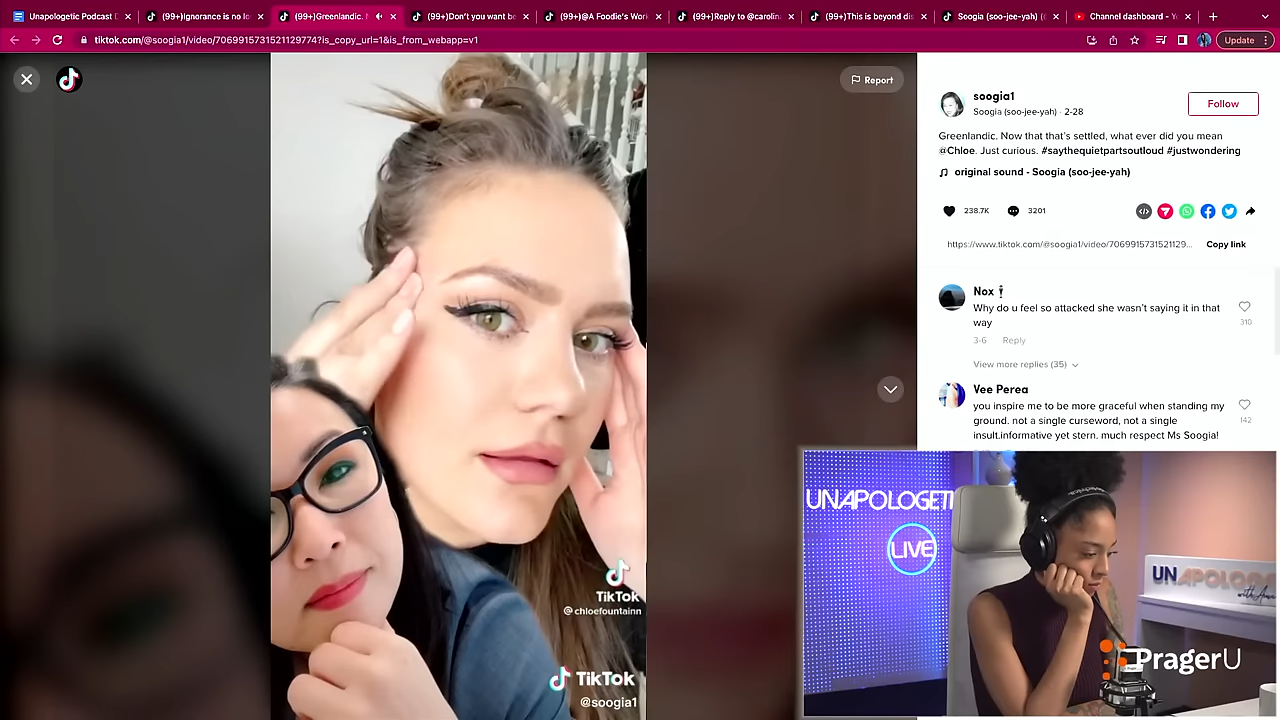 Unapologetic Podcast D
(99+)Ignorance is no lo
(99+)Greenlandic. N
(99+)Don't you want be
(99+)@A Foodie's Worl
(99+)Reply to @carolin
(99+)This is beyond dis
Soogia (soo-jee-yah) (@
Channel dashboard - Yo
tiktok.com/@soogia1/video/7069915731521129774?is_copy_url=1&is_from_webapp=v1
Update
Report
soogia1
Soogia (soo-jee-yah) · 2-28
Follow
Greenlandic. Now that that's settled, what ever did you mean
@Chloe. Just curious. #saythequietpartsoutloud #justwondering
original sound - Soogia (soo-jee-yah)
238.7K
3201
https://www.tiktok.com/@soogia1/video/7069915731521129...
Copy link
Nox
Why do u feel so attacked she wasn't saying it in that
way
310
3-6 Reply
View more replies (35)
Vee Perea
you inspire me to be more graceful when standing my
ground. not a single curseword, not a single
insult.informative yet stern. much respect Ms Soogia!
142
TikTok
@chloefountainn
TikTok
@soogia1
UNAPOLOGETI
LIVE
UNAPOLOG
PragerU